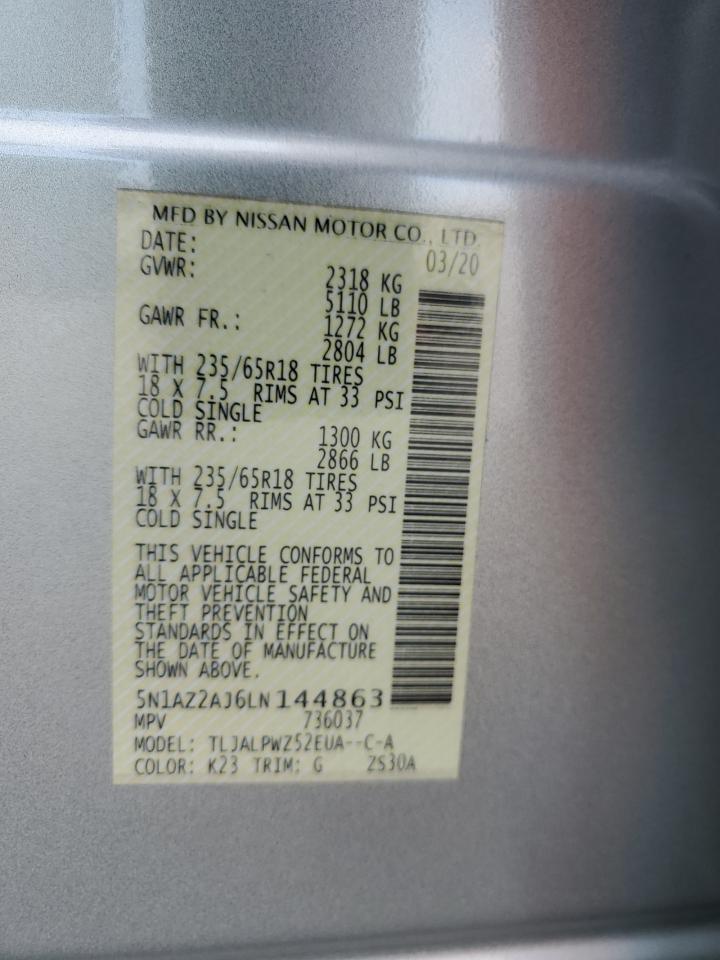 MFD BY NISSAN MOTOR CO., LTD.
DATE: 03/20
GVWR: 2318 KG
5110 LB
GAWR FR.: 1272 KG
2804 LB
WITH 235/65R18 TIRES
18 X 7.5 RIMS AT 33 PSI
COLD SINGLE
GAWR RR.: 1300 KG
2866 LB
WITH 235/65R18 TIRES
18 X 7.5 RIMS AT 33 PSI
COLD SINGLE
THIS VEHICLE CONFORMS TO
ALL APPLICABLE FEDERAL
MOTOR VEHICLE SAFETY AND
THEFT PREVENTION
STANDARDS IN EFFECT ON
THE DATE OF MANUFACTURE
SHOWN ABOVE.
5N1AZ2AJ6LN144863
MPV 736037
MODEL: TLJALPWZ52EUA--C-A
COLOR: K23 TRIM: G ZS30A